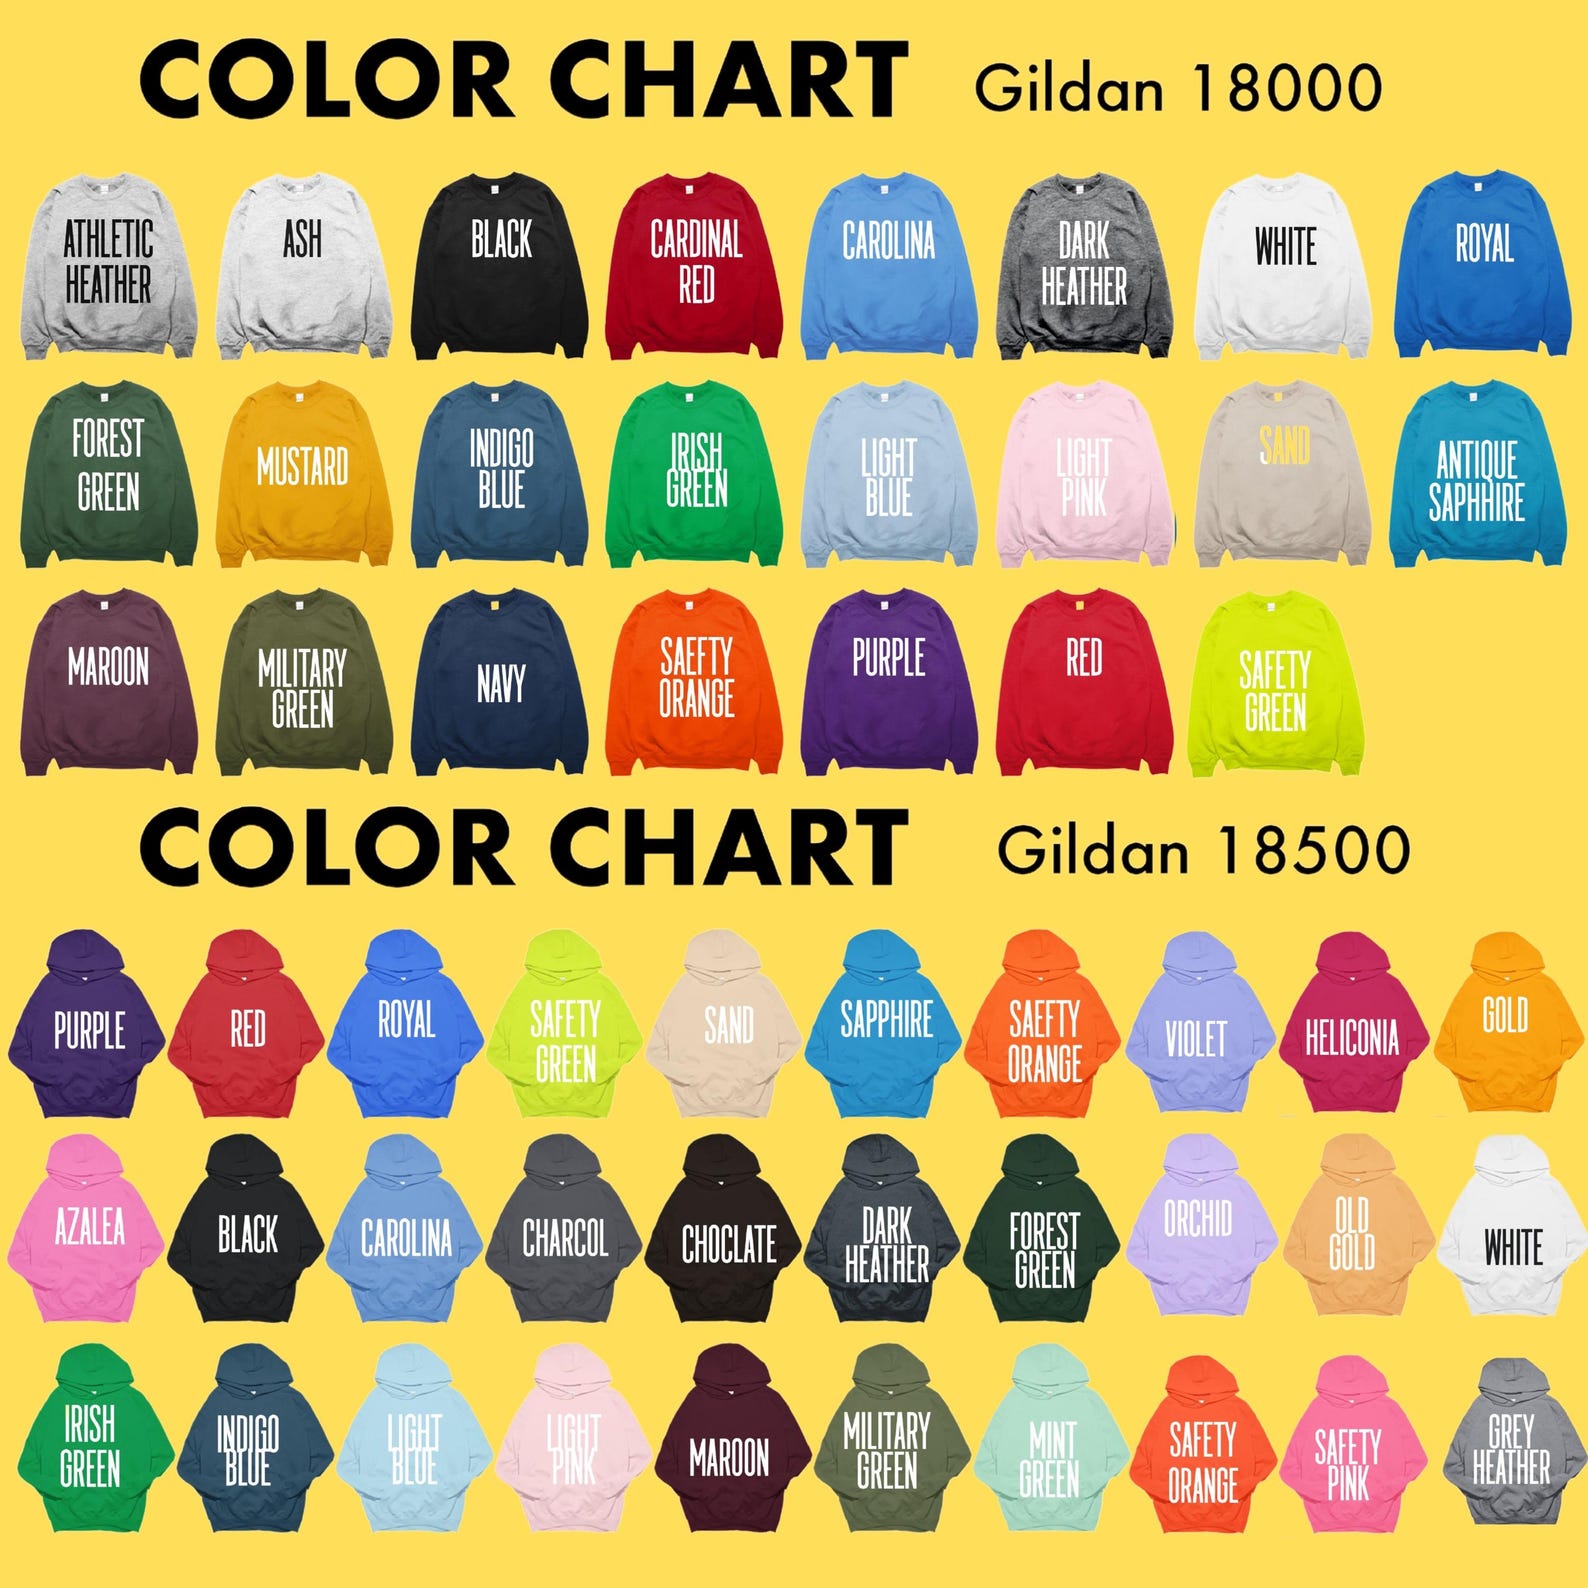 COLOR CHART Gildan 18000
ATHLETIC
HEATHER
ASH
BLACK
CARDINAL
RED
CAROLINA
DARK
HEATHER
WHITE
ROYAL
FOREST
GREEN
MUSTARD
INDIGO
BLUE
IRISH
GREEN
LIGHT
BLUE
LIGHT
PINK
SAND
ANTIQUE
SAPHHIRE
MAROON
MILITARY
GREEN
NAVY
SAEFTY
ORANGE
PURPLE
RED
SAFETY
GREEN
COLOR CHART Gildan 18500
PURPLE
RED
ROYAL
SAFETY
GREEN
SAND
SAPPHIRE
SAEFTY
ORANGE
VIOLET
HELICONIA
GOLD
AZALEA
BLACK
CAROLINA
CHARCOL
CHOCLATE
DARK
HEATHER
FOREST
GREEN
ORCHID
OLD
GOLD
WHITE
IRISH
GREEN
INDIGO
BLUE
LIGHT
BLUE
LIGHT
PINK
MAROON
MILITARY
GREEN
MINT
GREEN
SAFETY
ORANGE
SAFETY
PINK
GREY
HEATHER